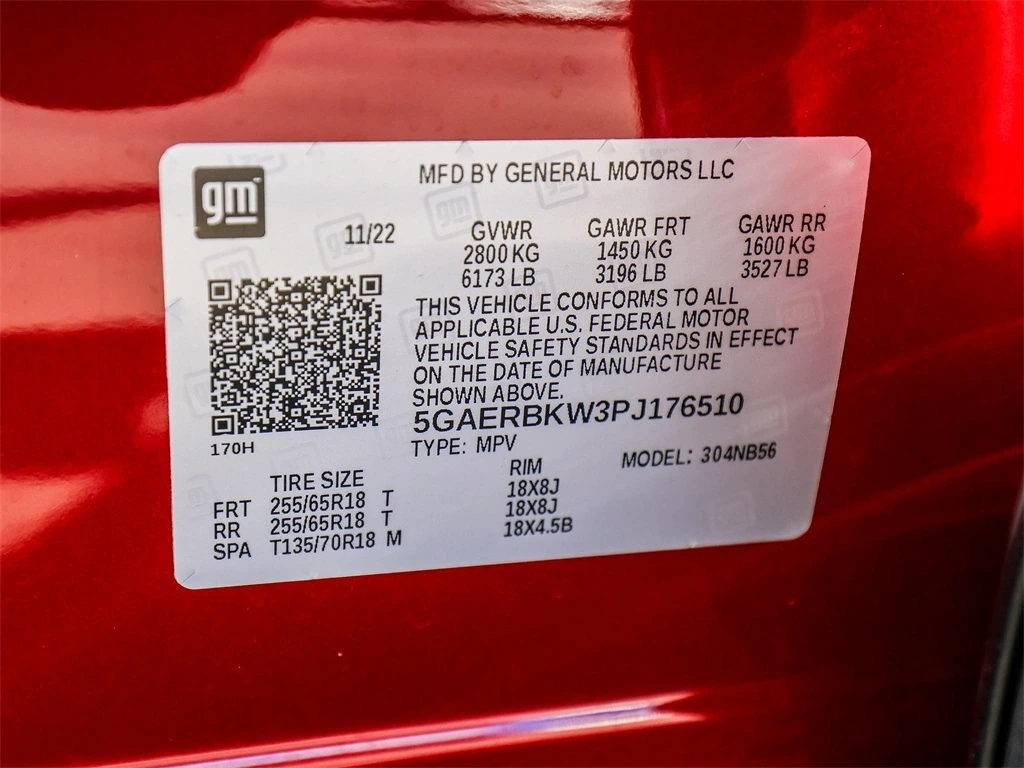 gm
MFD BY GENERAL MOTORS LLC
11/22
GVWR GAWR FRT GAWR RR
2800 KG 1450 KG 1600 KG
6173 LB 3196 LB 3527 LB
THIS VEHICLE CONFORMS TO ALL
APPLICABLE U.S. FEDERAL MOTOR
VEHICLE SAFETY STANDARDS IN EFFECT
ON THE DATE OF MANUFACTURE
SHOWN ABOVE.
5GAERBKW3PJ176510
170H
TYPE: MPV MODEL: 304NB56
TIRE SIZE RIM
FRT 255/65R18 T 18X8J
RR 255/65R18 T 18X8J
SPA T135/70R18 M 18X4.5B